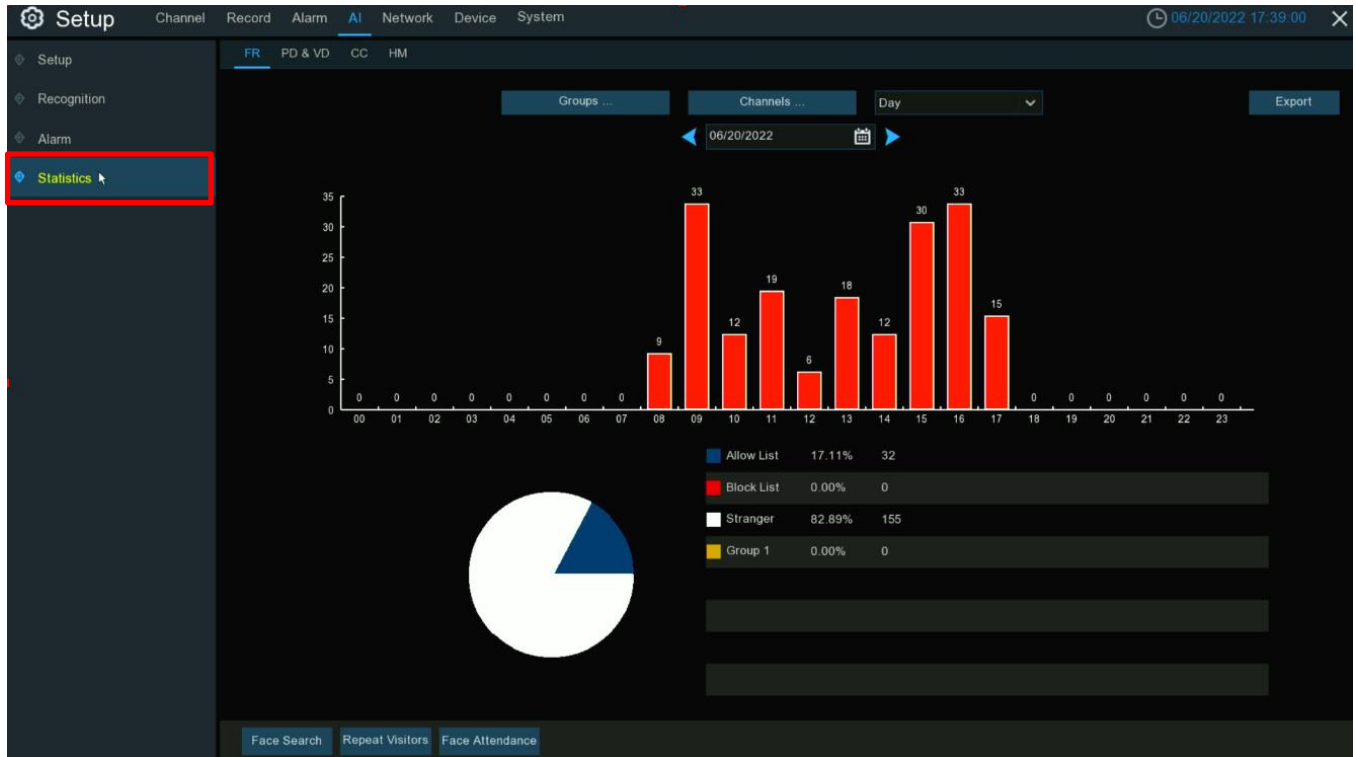 Setup Channel Record Alarm AI Network Device System 06/20/2022 17:39:00
FR PD & VD CC HM
Setup
Recognition
Alarm
Statistics
Groups ... Channels ... Day Export
06/20/2022
35
30
25
20
15
10
5
0
0 0 0 0 0 0 0 0 9 33 12 19 6 18 12 30 33 15 0 0 0 0 0 0
00 01 02 03 04 05 06 07 08 09 10 11 12 13 14 15 16 17 18 19 20 21 22 23
Allow List 17.11% 32
Block List 0.00% 0
Stranger 82.89% 155
Group 1 0.00% 0
Face Search Repeat Visitors Face Attendance